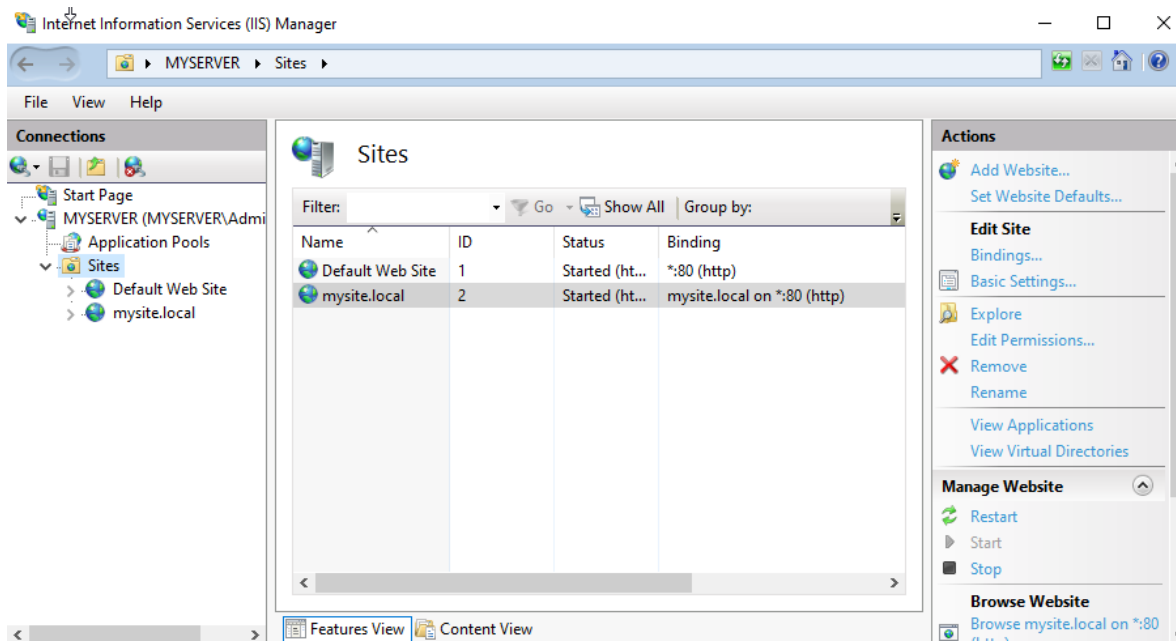 Internet Information Services (IIS) Manager
MYSERVER Sites
File View Help
Connections
Start Page
MYSERVER (MYSERVER\Admi
Application Pools
Sites
Default Web Site
mysite.local
Sites
Filter: Go Show All Group by:
Name ID Status Binding
Default Web Site 1 Started (ht... *:80 (http)
mysite.local 2 Started (ht... mysite.local on *:80 (http)
Features View Content View
Actions
Add Website...
Set Website Defaults...
Edit Site
Bindings...
Basic Settings...
Explore
Edit Permissions...
Remove
Rename
View Applications
View Virtual Directories
Manage Website
Restart
Start
Stop
Browse Website
Browse mysite.local on *:80